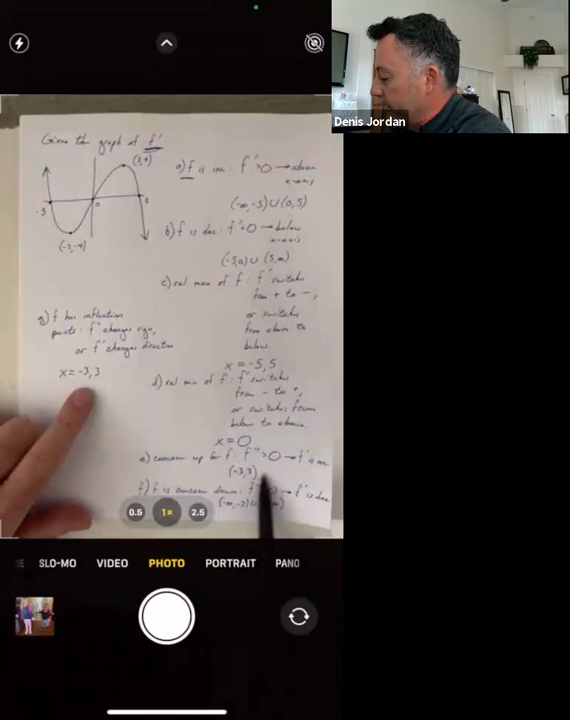 Denis Jordan
Given the graph of f'
(3,4)
-5
0
5
(-3,-4)
a) f is inc: f'>0 → above
x-axis
(-∞,-5)∪(0,5)
b) f is dec: f'<0 → below
x-axis
(-5,0)∪(5,∞)
c) rel max of f: f' switches
from + to -,
or switches
from above to
below
x=-5,5
d) rel min of f: f' switches
from - to +,
or switches from
below to above.
x=0
e) concave up for f: f''>0 → f' is inc
(-3,3)
f) f is concave down: → f' is dec
g) f has inflection
points: f'' changes sign,
or f' changes direction
x=-3,3
0.5
1×
2.5
SLO-MO
VIDEO
PHOTO
PORTRAIT
PANO